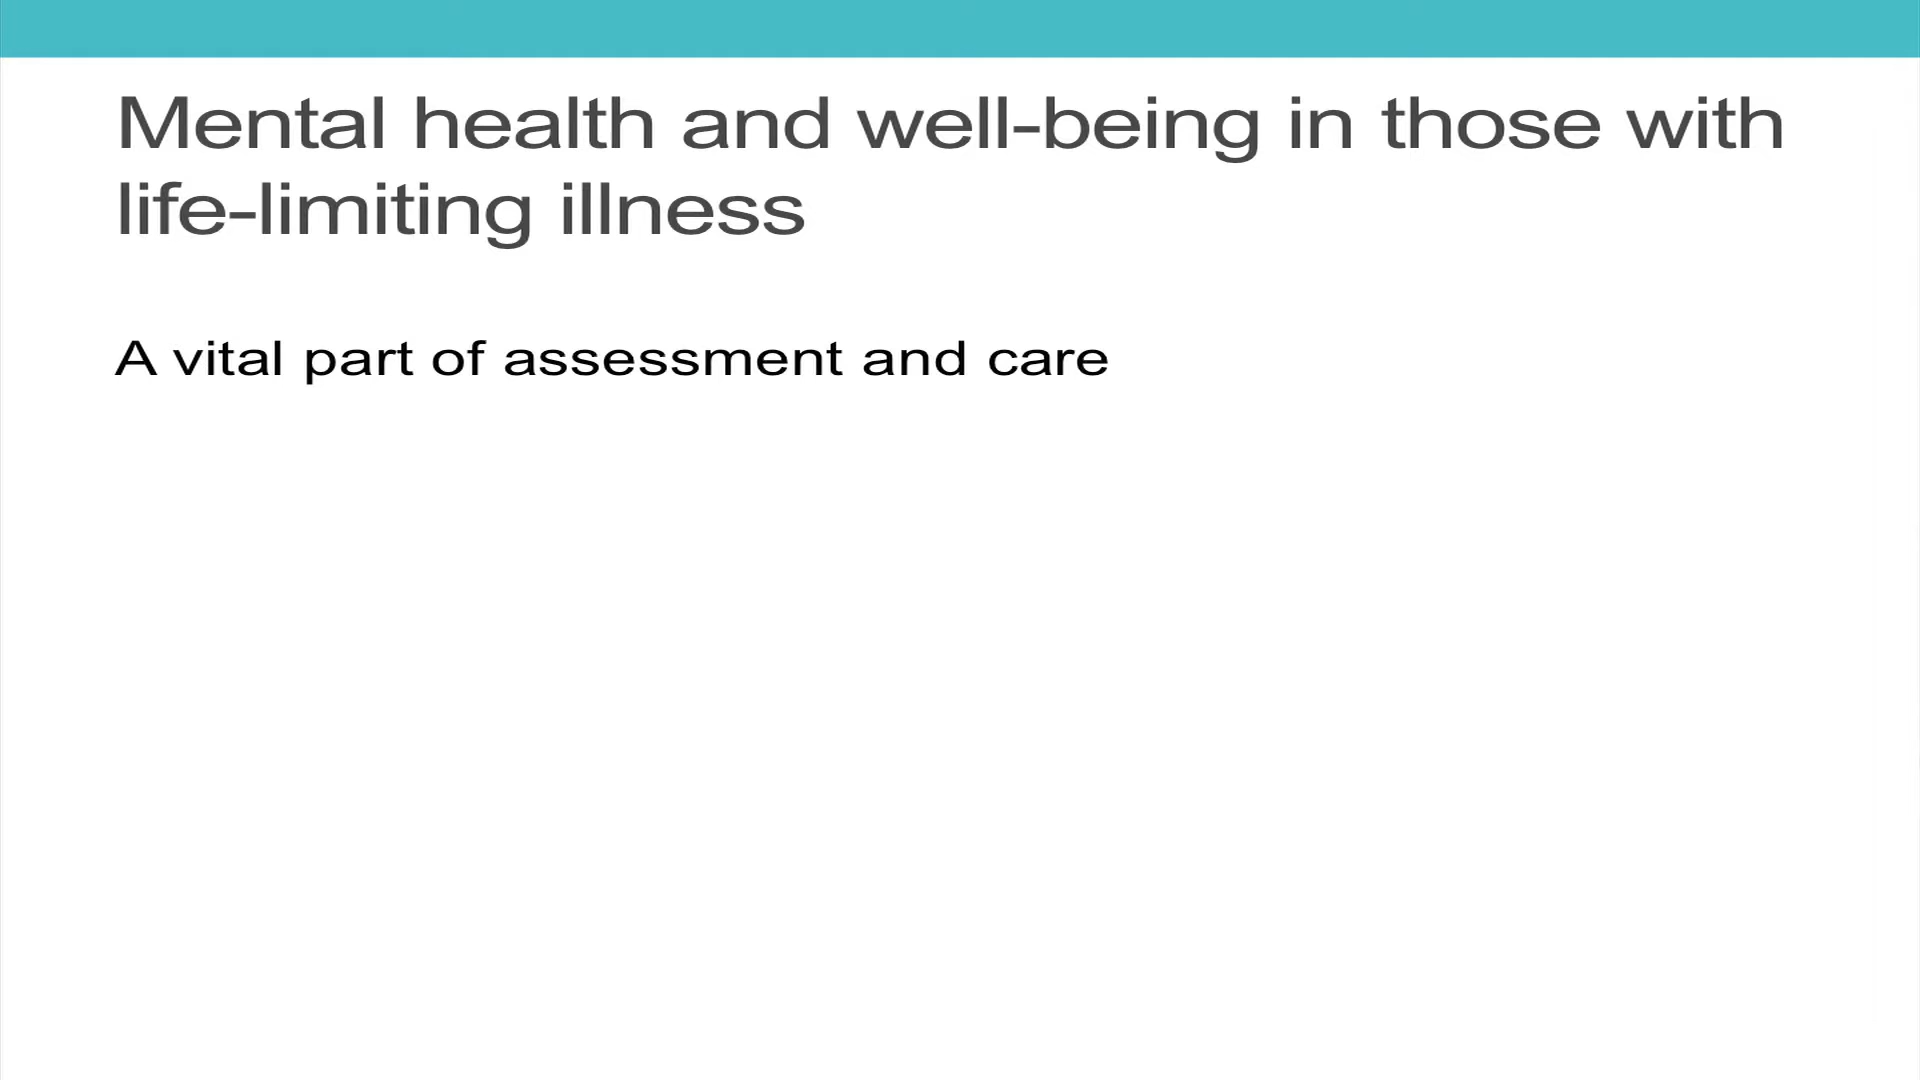 Mental health and well-being in those with
life-limiting illness
A vital part of assessment and care